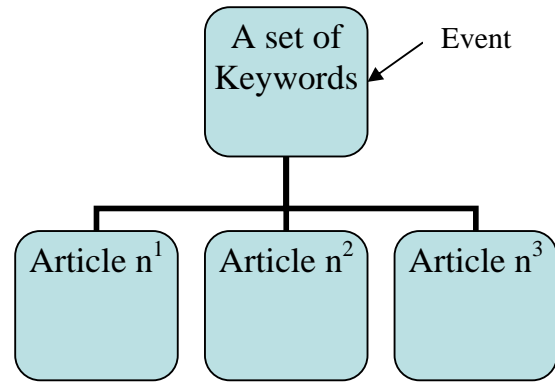 A set of
Keywords
Event
Article n¹
Article n²
Article n³